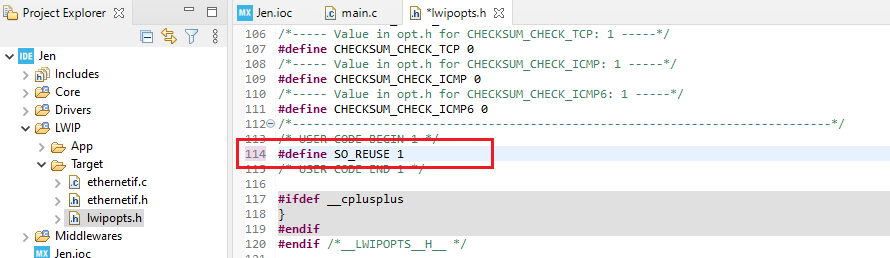 Project Explorer
Jen
Includes
Core
Drivers
LWIP
App
Target
ethernetif.c
ethernetif.h
lwipopts.h
Middlewares
Jen.ioc
MX Jen.ioc
main.c
*lwipopts.h
106 /*----- Value in opt.h for CHECKSUM_CHECK_TCP: 1 -----*/
107 #define CHECKSUM_CHECK_TCP 0
108 /*----- Value in opt.h for CHECKSUM_CHECK_ICMP: 1 -----*/
109 #define CHECKSUM_CHECK_ICMP 0
110 /*----- Value in opt.h for CHECKSUM_CHECK_ICMP6: 1 -----*/
111 #define CHECKSUM_CHECK_ICMP6 0
112 /*-----------------------------------------------------------------------------*/
113 /* USER CODE BEGIN 1 */
114 #define SO_REUSE 1
115 /* USER CODE END 1 */
116
117 #ifdef __cplusplus
118 }
119 #endif
120 #endif /*__LWIPOPTS__H__ */